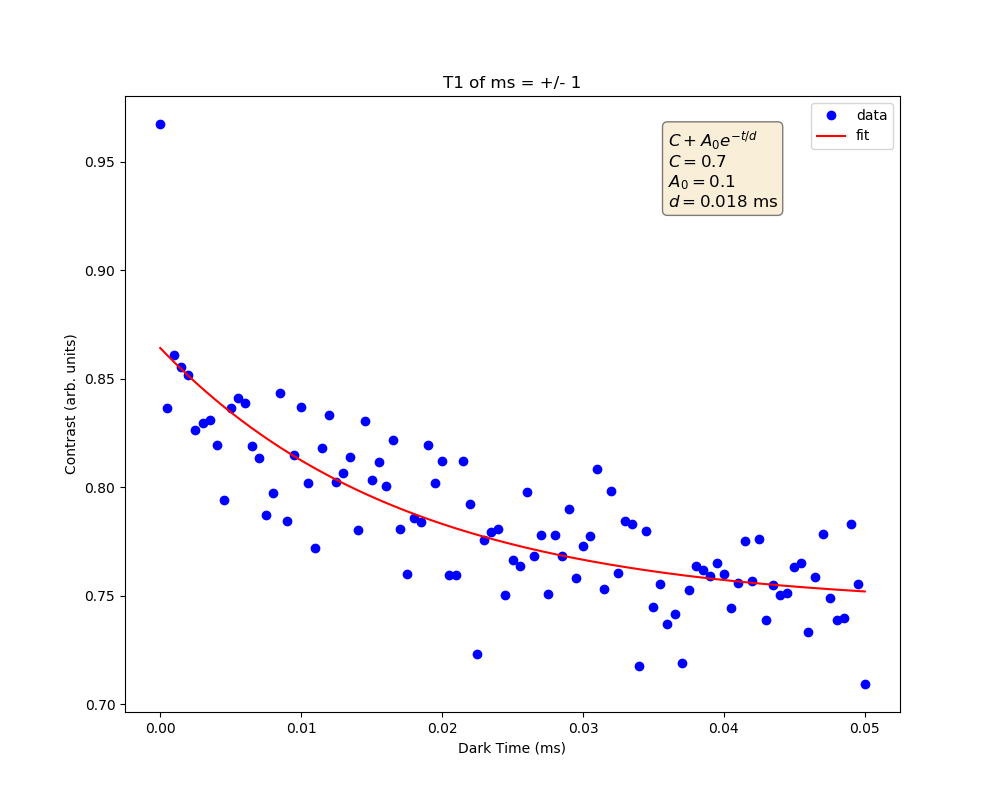 T1 of ms = +/- 1
data
fit
C + A₀e^{-t/d}
C = 0.7
A₀ = 0.1
d = 0.018 ms
0.95
0.90
0.85
0.80
0.75
0.70
Contrast (arb. units)
0.00 0.01 0.02 0.03 0.04 0.05
Dark Time (ms)